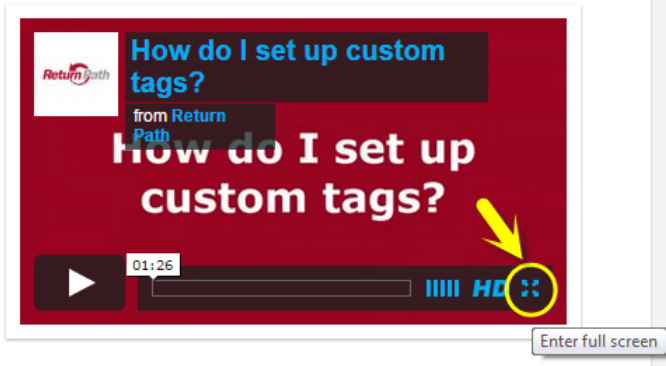 Return Path
How do I set up custom
tags?
from Return
Path
How do I set up
custom tags?
01:26
HD
Enter full screen